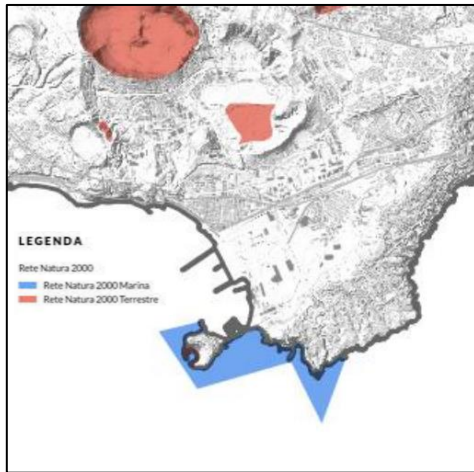 LEGENDA
Rete Natura 2000
Rete Natura 2000 Marina
Rete Natura 2000 Terrestre